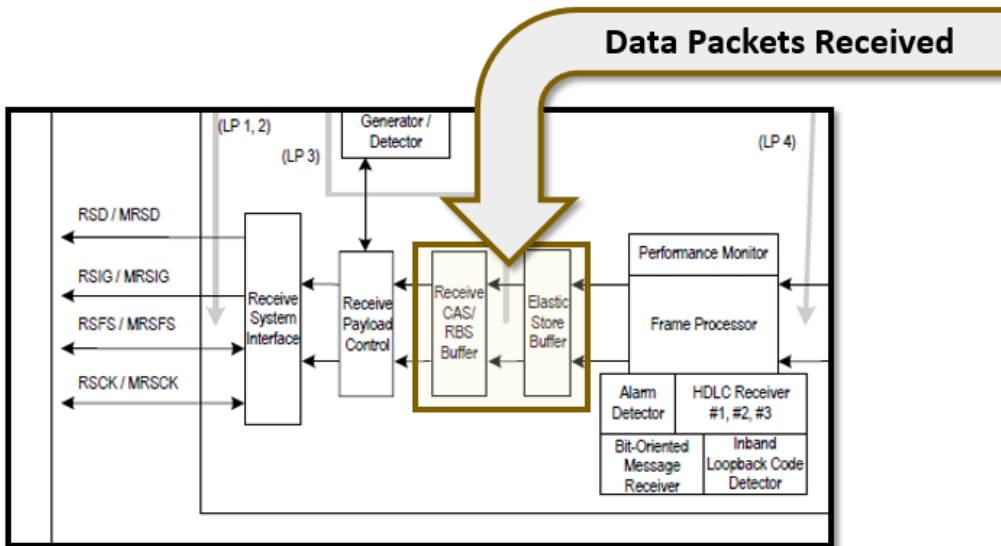 Data Packets Received
(LP 1, 2)
Generator /
Detector
(LP 3)
(LP 4)
RSD / MRSD
RSIG / MRSIG
RSFS / MRSFS
RSCK / MRSCK
Receive
System
Interface
Receive
Payload
Control
Receive
CAS/
RBS
Buffer
Elastic
Store
Buffer
Performance Monitor
Frame Processor
Alarm
Detector
HDLC Receiver
#1, #2, #3
Bit-Oriented
Message
Receiver
Inband
Loopback Code
Detector